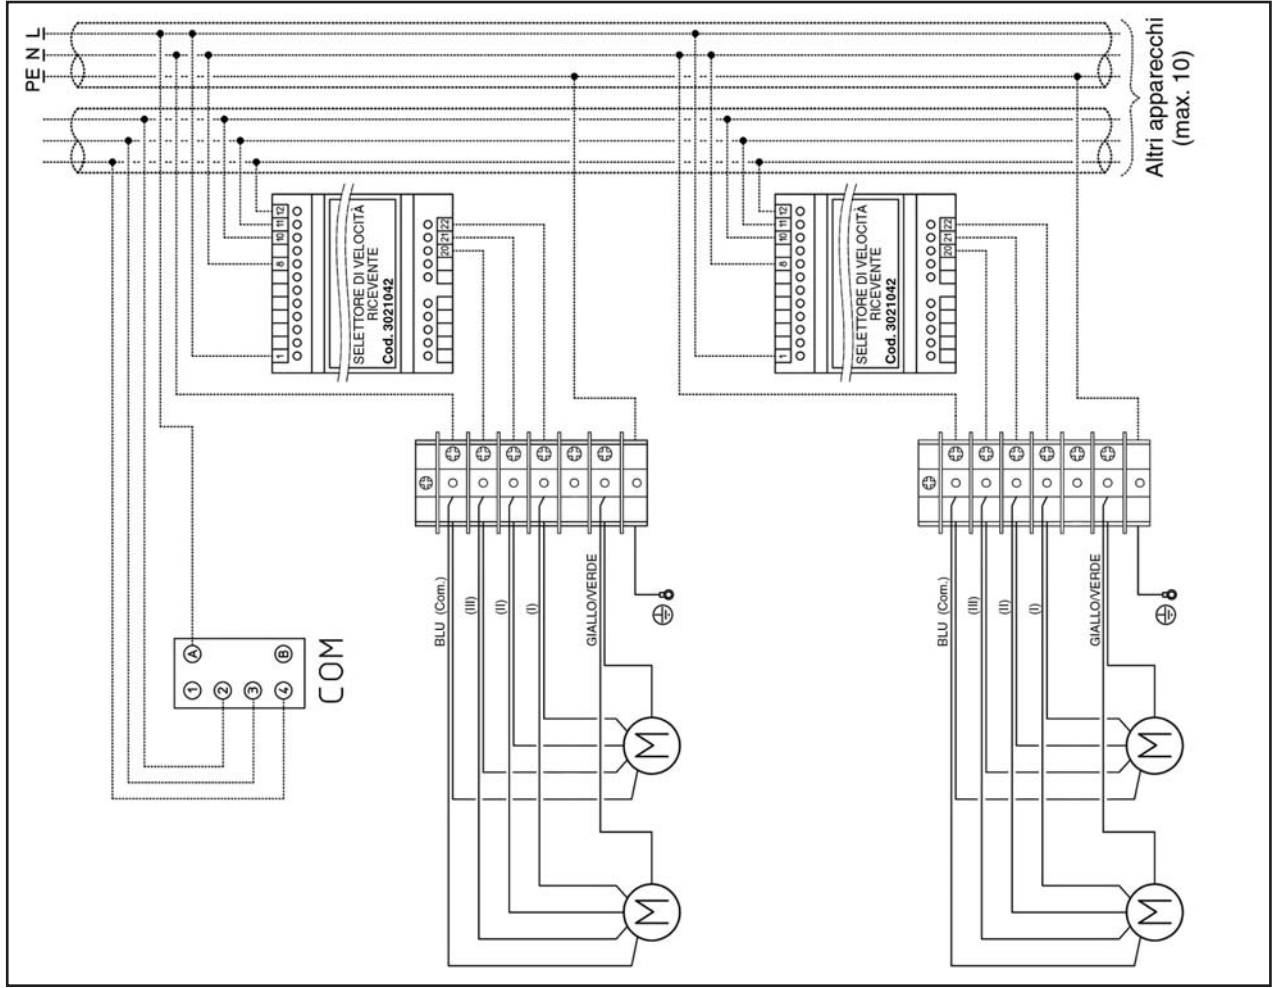 PE N L
Altri apparecchi
(max. 10)
1
8
10
11
12
SELETTORE DI VELOCITÀ
RICEVENTE
Cod. 3021042
20
21
22
1
8
10
11
12
SELETTORE DI VELOCITÀ
RICEVENTE
Cod. 3021042
20
21
22
A
B
1
2
3
4
COM
BLU (Com.)
(III)
(II)
(I)
GIALLO/VERDE
BLU (Com.)
(III)
(II)
(I)
GIALLO/VERDE
M
M
M
M